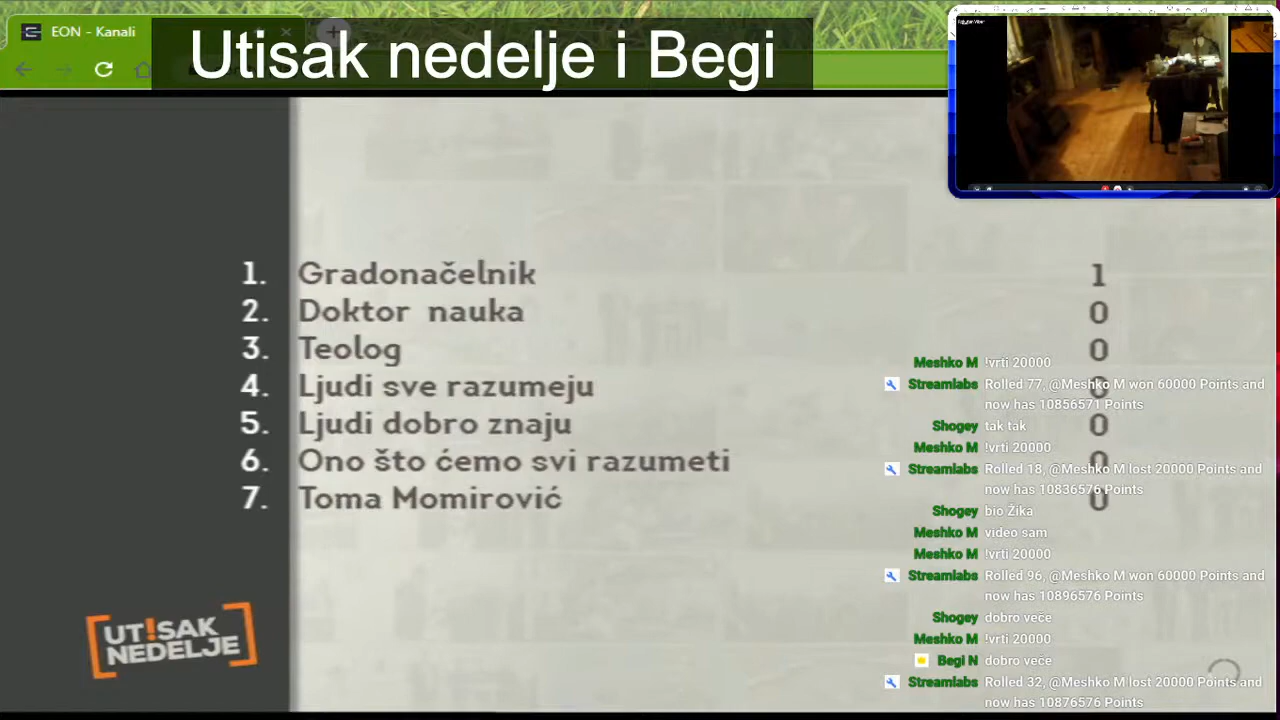 EON - Kanali
Utisak nedelje i Begi
1. Gradonačelnik 1
2. Doktor nauka 0
3. Teolog 0
4. Ljudi sve razumeju 0
5. Ljudi dobro znaju 0
6. Ono što ćemo svi razumeti 0
7. Toma Momirović 0
UT!SAK
NEDELJE
Meshko M !vrti 20000
Streamlabs Rolled 77, @Meshko M won 60000 Points and
now has 10856571 Points
Shogey tak tak
Meshko M !vrti 20000
Streamlabs Rolled 18, @Meshko M lost 20000 Points and
now has 10836576 Points
Shogey bio Žika
Meshko M video sam
Meshko M !vrti 20000
Streamlabs Rolled 96, @Meshko M won 60000 Points and
now has 10896576 Points
Shogey dobro veče
Meshko M !vrti 20000
Begi N dobro veče
Streamlabs Rolled 32, @Meshko M lost 20000 Points and
now has 10876576 Points